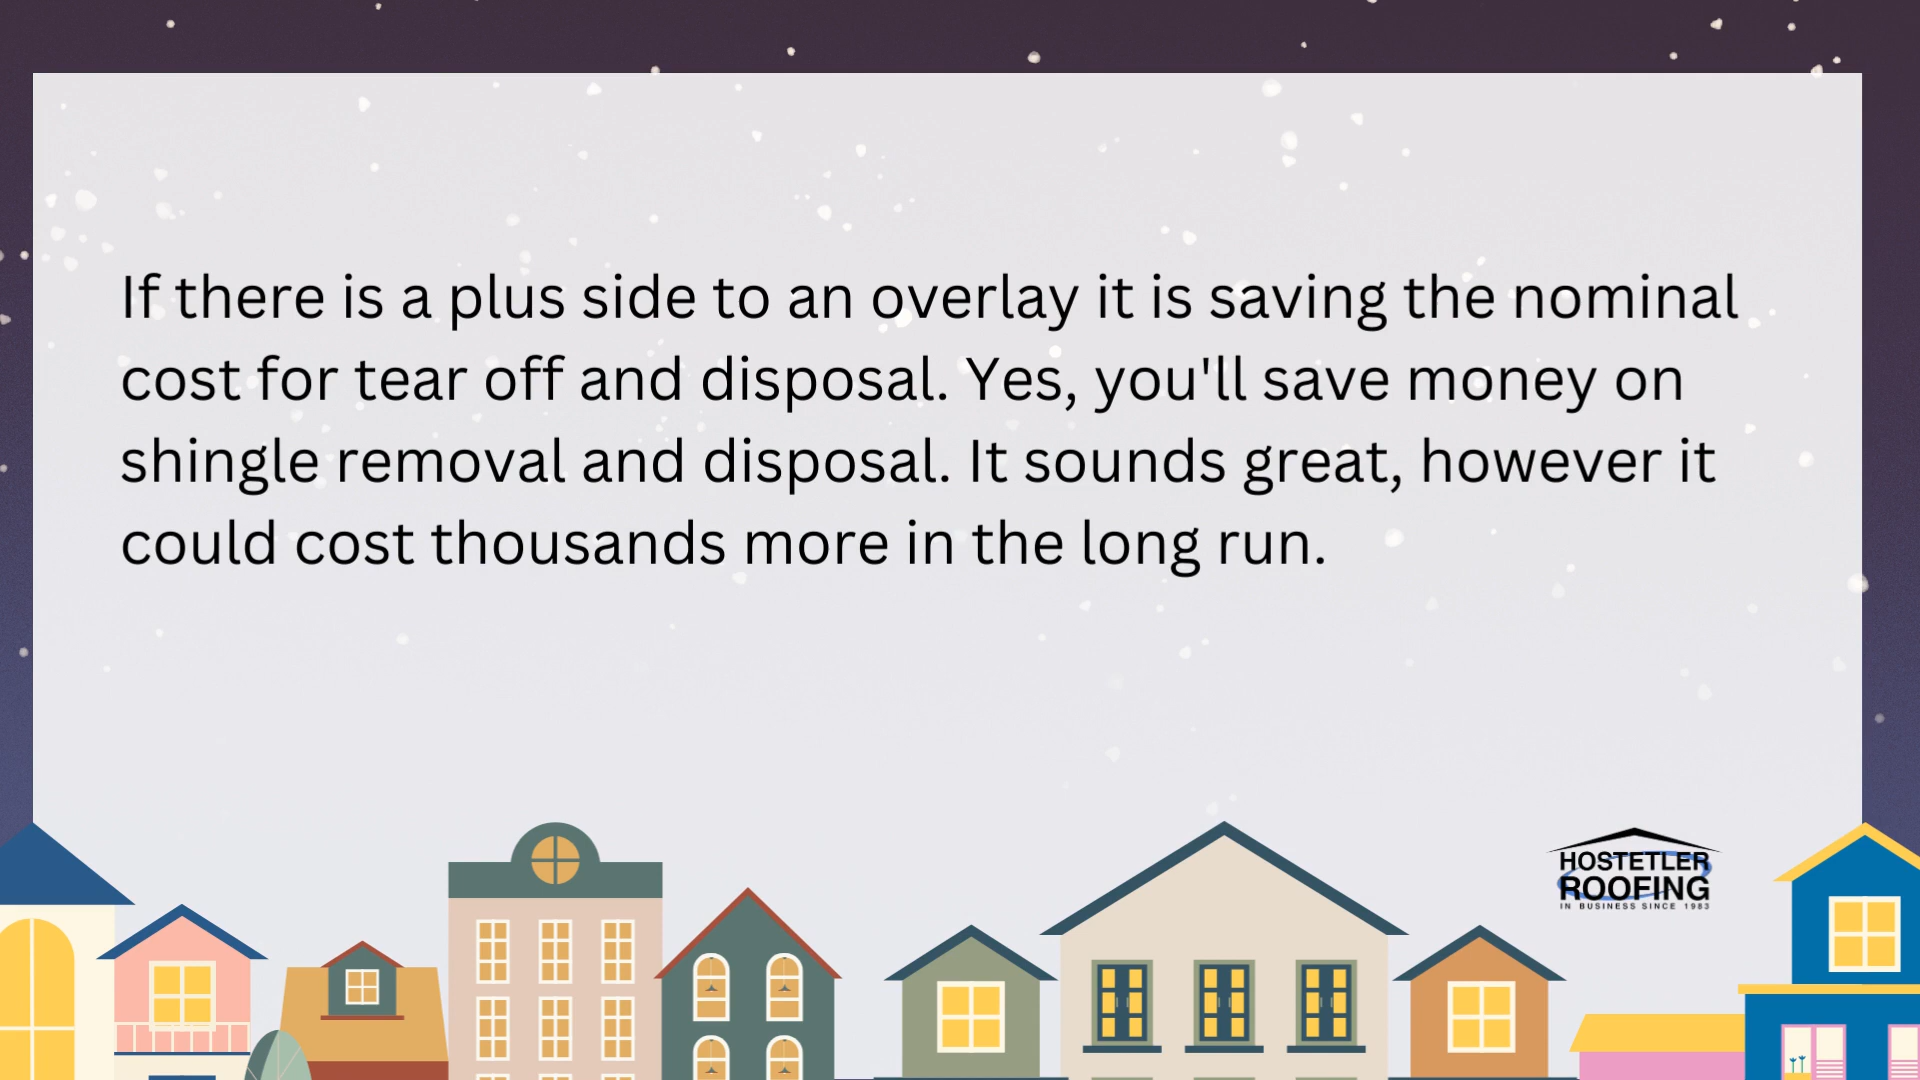 If there is a plus side to an overlay it is saving the nominal
cost for tear off and disposal. Yes, you'll save money on
shingle removal and disposal. It sounds great, however it
could cost thousands more in the long run.
HOSTETLER
ROOFING
IN BUSINESS SINCE 1983